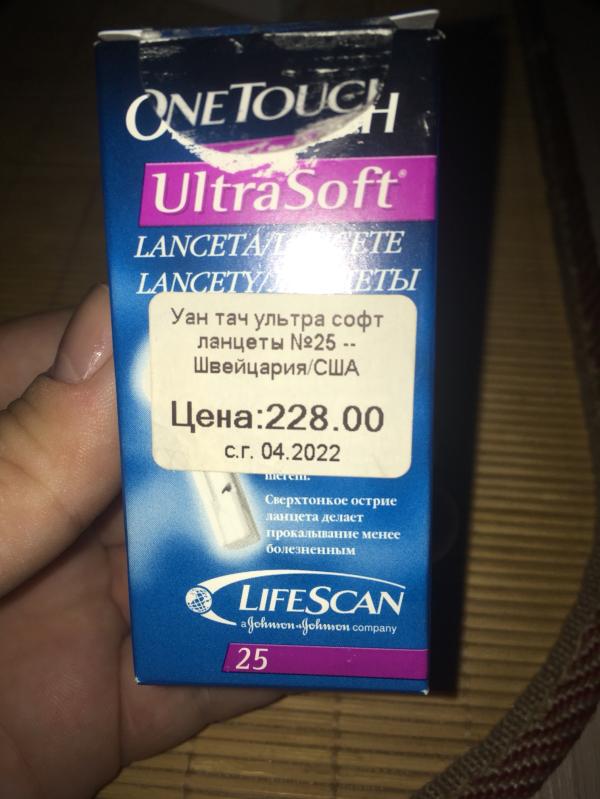 ONETOUCH
UltraSoft®
LANCETA/
LANCETY/
Уан тач ультра софт
ланцеты №25 --
Швейцария/США
Цена:228.00
с.г. 04.2022
Сверхтонкое острие
ланцета делает
прокалывание менее
болезненным
LIFESCAN
a Johnson & Johnson company
25